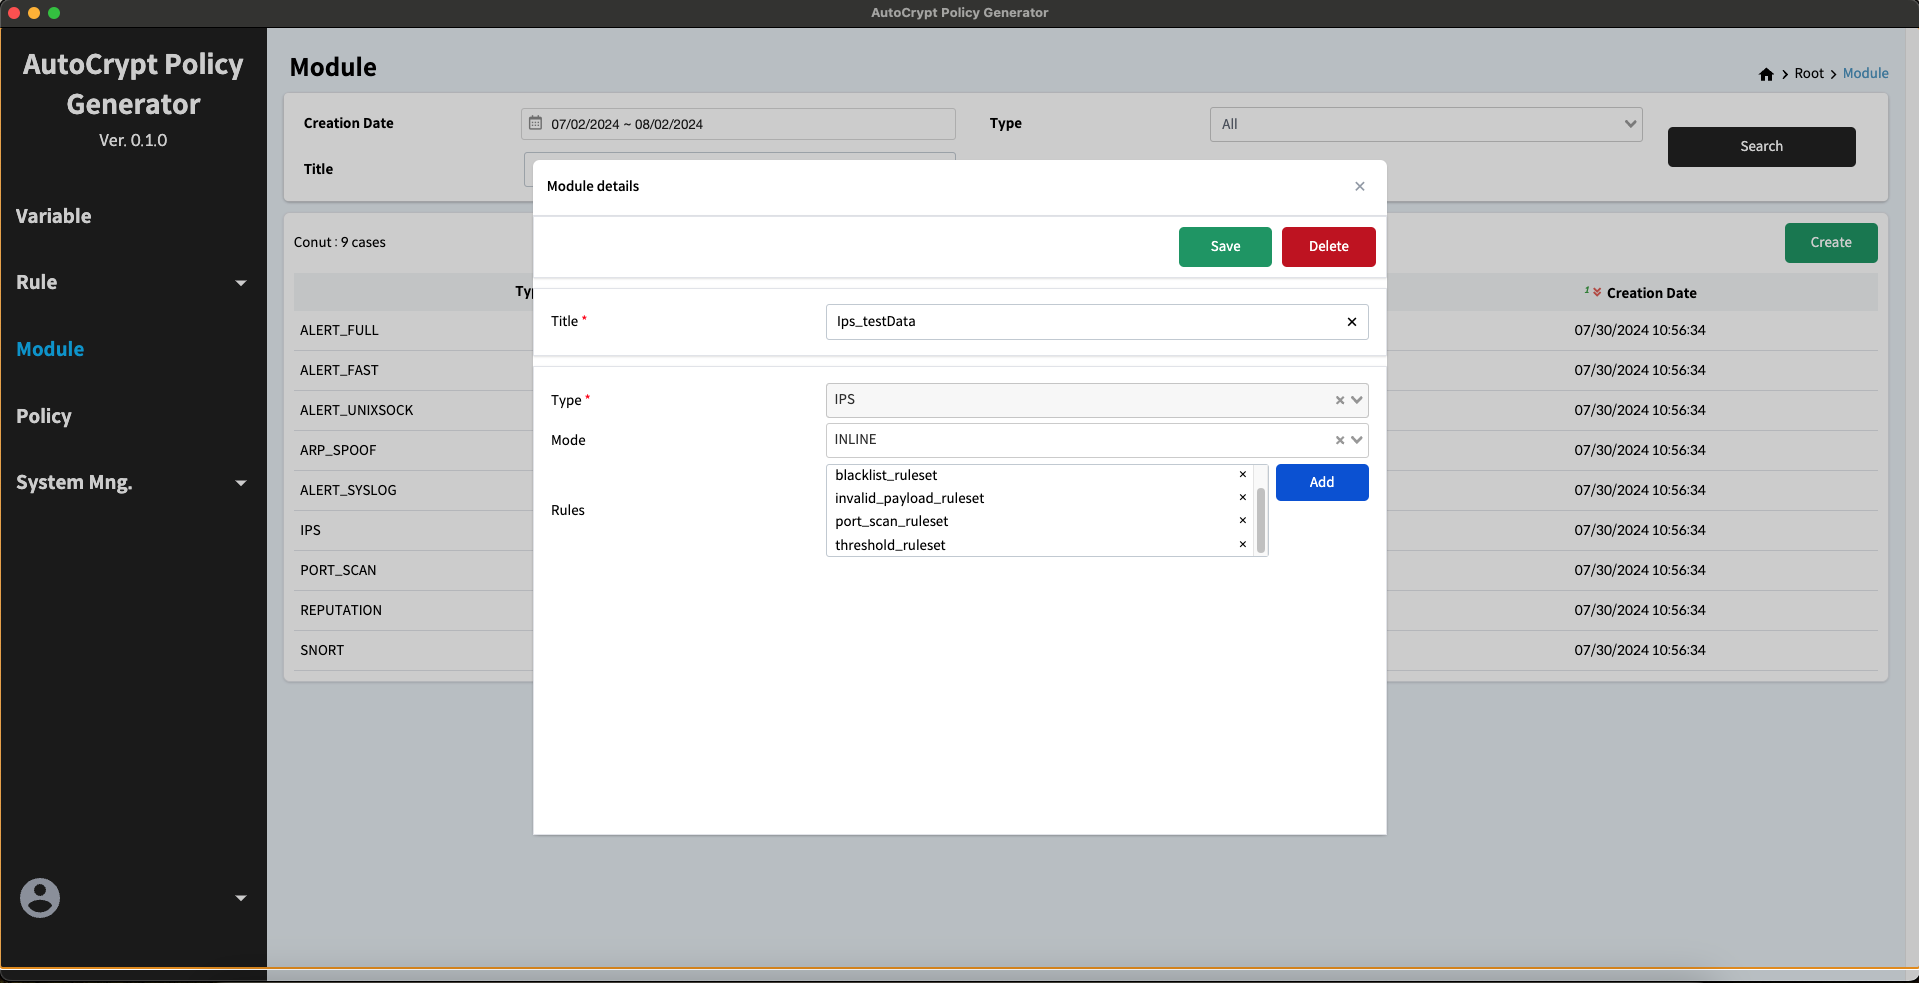 AutoCrypt Policy Generator
AutoCrypt Policy
Generator
Ver. 0.1.0
Variable
Rule
Module
Policy
System Mng.
Module
Root
Module
Creation Date
07/02/2024 ~ 08/02/2024
Type
All
Search
Title
Conut : 9 cases
Create
1
Creation Date
ALERT_FULL
07/30/2024 10:56:34
ALERT_FAST
07/30/2024 10:56:34
ALERT_UNIXSOCK
07/30/2024 10:56:34
ARP_SPOOF
07/30/2024 10:56:34
ALERT_SYSLOG
07/30/2024 10:56:34
IPS
07/30/2024 10:56:34
PORT_SCAN
07/30/2024 10:56:34
REPUTATION
07/30/2024 10:56:34
SNORT
07/30/2024 10:56:34
Module details
Save
Delete
Title *
Ips_testData
Type *
IPS
Mode
INLINE
Rules
blacklist_ruleset
invalid_payload_ruleset
port_scan_ruleset
threshold_ruleset
Add